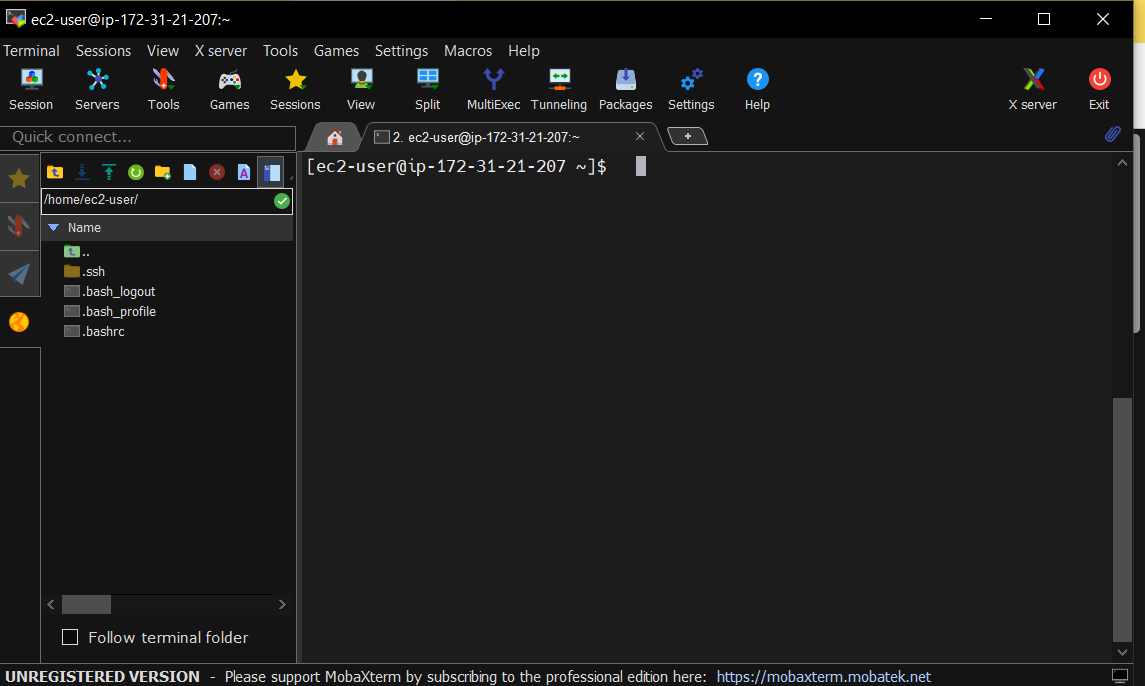 ec2-user@ip-172-31-21-207:~
Terminal Sessions View X server Tools Games Settings Macros Help
Session Servers Tools Games Sessions View Split MultiExec Tunneling Packages Settings Help X server Exit
Quick connect...
2. ec2-user@ip-172-31-21-207:~
[ec2-user@ip-172-31-21-207 ~]$
/home/ec2-user/
Name
..
.ssh
.bash_logout
.bash_profile
.bashrc
Follow terminal folder
UNREGISTERED VERSION - Please support MobaXterm by subscribing to the professional edition here: https://mobaxterm.mobatek.net